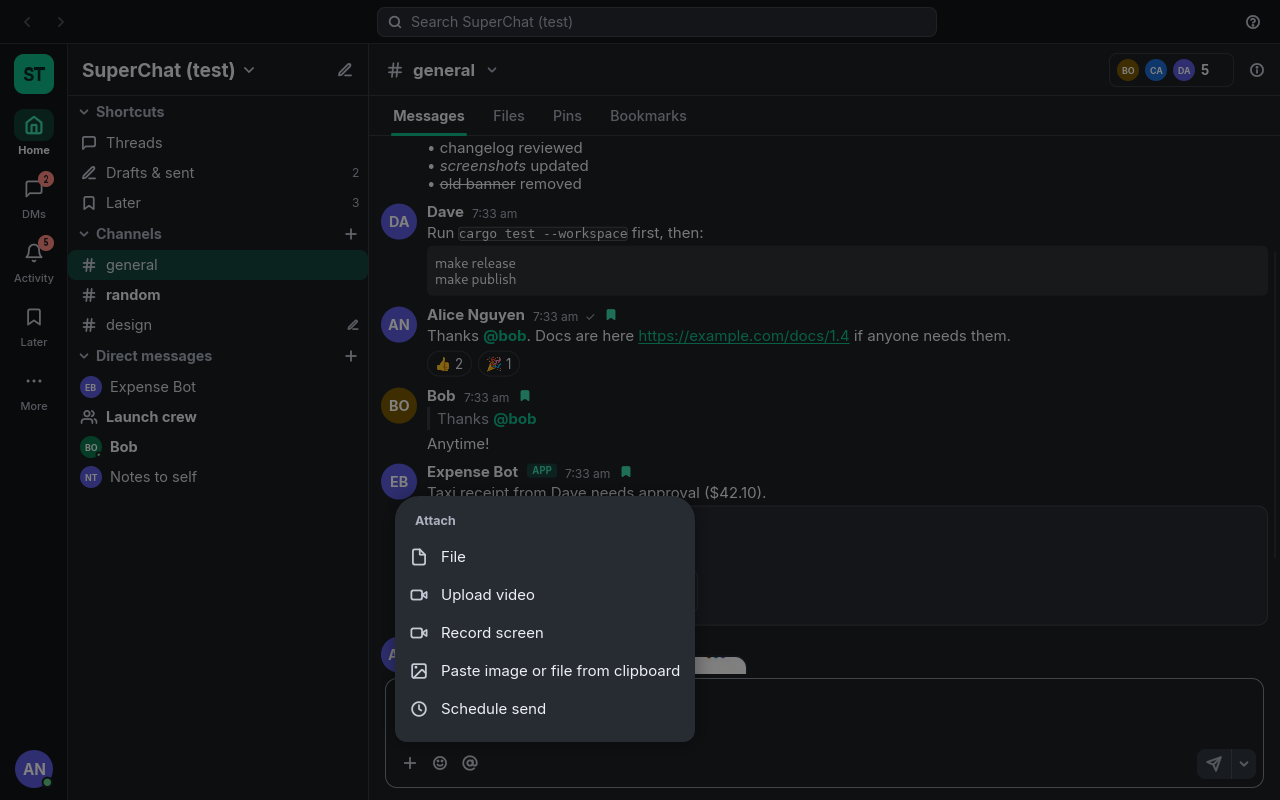 Search SuperChat (test)
ST
SuperChat (test)
general
BO CA DA 5
Home
2
DMs
5
Activity
Later
More
AN
Shortcuts
Threads
Drafts & sent 2
Later 3
Channels
general
random
design
Direct messages
EB Expense Bot
Launch crew
BO Bob
NT Notes to self
Messages Files Pins Bookmarks
• changelog reviewed
• screenshots updated
• old banner removed
DA Dave 7:33 am
Run cargo test --workspace first, then:
make release
make publish
AN Alice Nguyen 7:33 am
Thanks @bob. Docs are here https://example.com/docs/1.4 if anyone needs them.
👍 2 🎉 1
BO Bob 7:33 am
Thanks @bob
Anytime!
EB Expense Bot APP 7:33 am
Taxi receipt from Dave needs approval ($42.10).
Attach
File
Upload video
Record screen
Paste image or file from clipboard
Schedule send